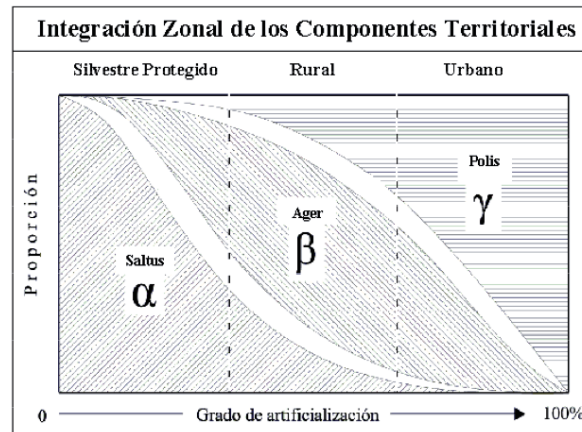 Integración Zonal de los Componentes Territoriales
Silvestre Protegido Rural Urbano
Proporción
Polis
γ
Ager
β
Saltus
α
0 Grado de artificialización 100%